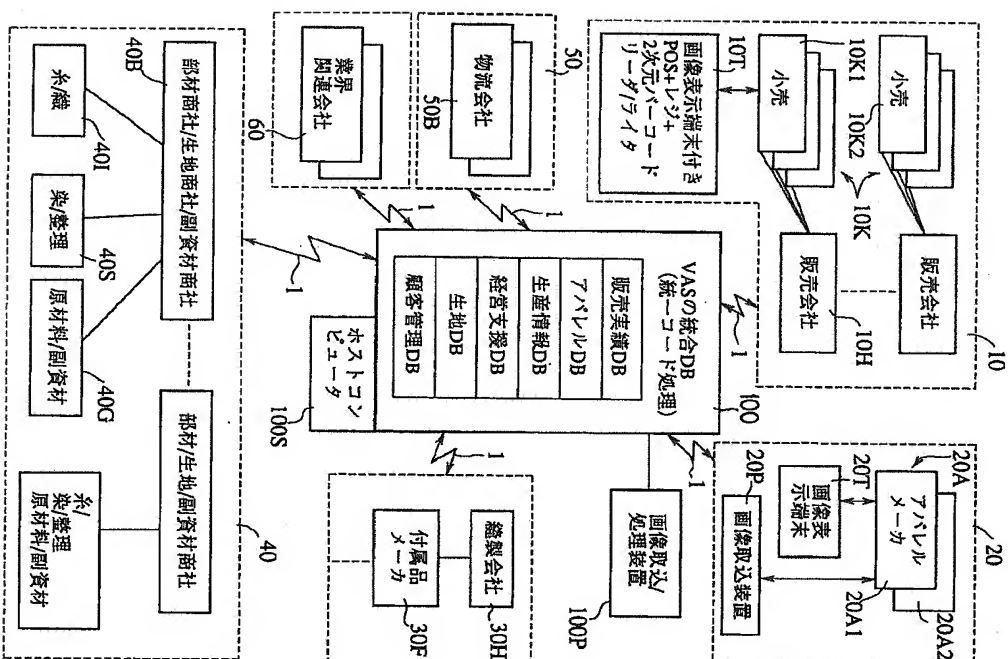 10
販売会社
販売会社
10H
小売
小売
10K1
10K2
10K
10T
画像表示端末付き
POS+レジ+
2次元バーコード
リーダ/ライタ
50
物流会社
50B
業界
関連会社
60
1
1
1
1
1
1
VASの統合DB
(統一コード処理)
販売実績DB
アパレルDB
生産情報DB
経営支援DB
生地DB
顧客管理DB
100
ホストコン
ピュータ
100S
20
20A
アパレル
メーカ
20A1
20A2
20T
画像表
示端末
20P
画像取込装置
画像取込/
処理装置
100P
縫製会社
30H
付属品
メーカ
30F
40
40B
部材商社/生地商社/副資材商社
糸/織
40I
染/整理
40S
原材料/副資材
40G
部材/生地/副資材商社
糸/
染/整理
原材料/副資材